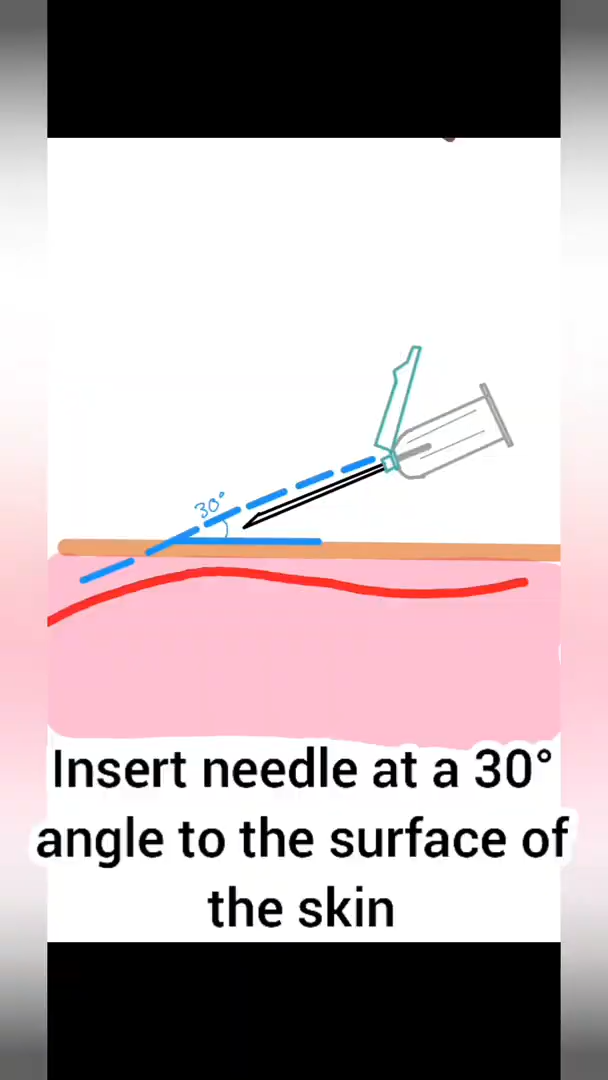 30°
Insert needle at a 30°
angle to the surface of
the skin